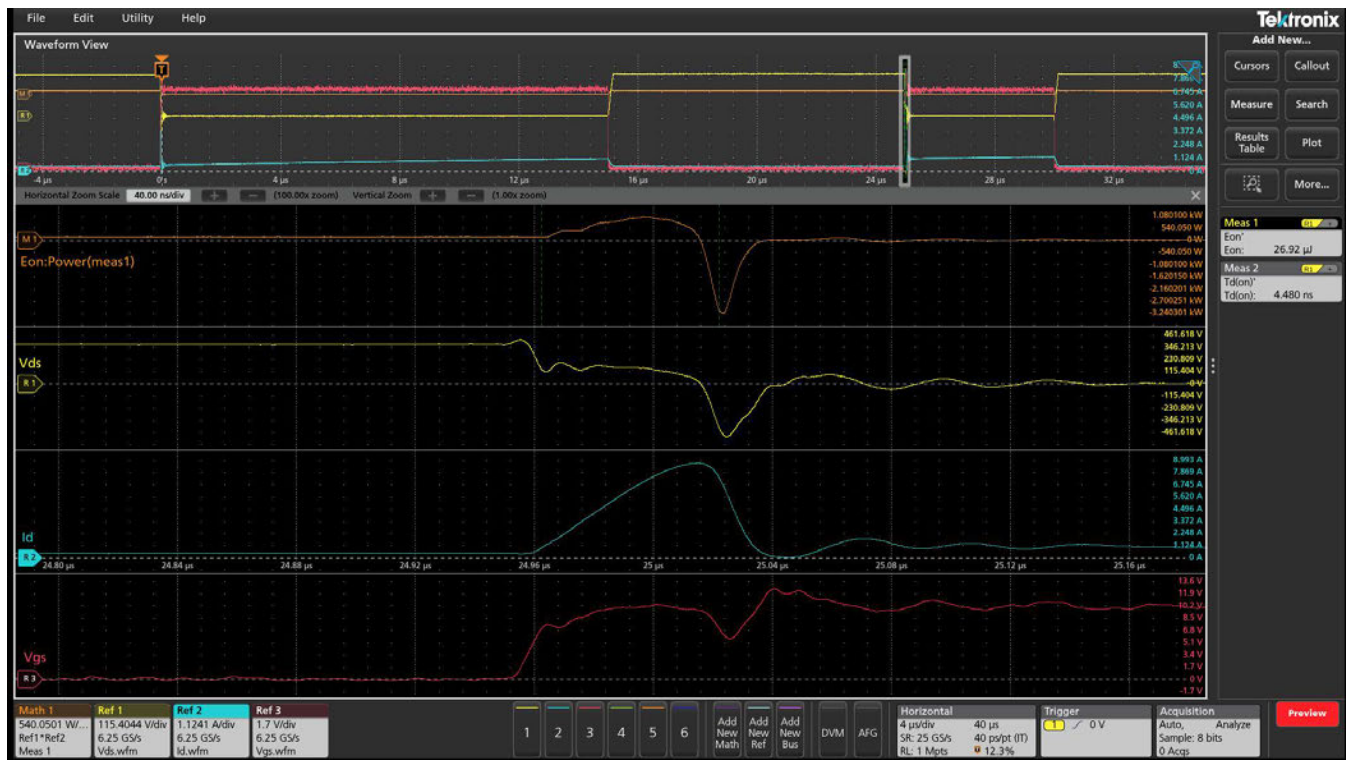 File Edit Utility Help
Tektronix
Waveform View
Add New...
Cursors Callout
Measure Search
Results Table Plot
More...
7.869 A
6.745 A
5.620 A
4.496 A
3.372 A
2.248 A
1.124 A
0 A
M 1
R 1
R 2
T
-4 µs 0 s 4 µs 8 µs 12 µs 16 µs 20 µs 24 µs 28 µs 32 µs
Horizontal Zoom Scale 40.00 ns/div + − (100.00x zoom) Vertical Zoom + − (1.00x zoom)
Meas 1 R1
Eon'
Eon: 26.92 µJ
Meas 2 R1
Td(on)'
Td(on): 4.480 ns
M 1
Eon:Power(meas1)
1.080100 kW
540.050 W
0 W
-540.050 W
-1.080100 kW
-1.620150 kW
-2.160201 kW
-2.700251 kW
-3.240301 kW
Vds
R 1
461.618 V
346.213 V
230.809 V
115.404 V
-0 V
-115.404 V
-230.809 V
-346.213 V
-461.618 V
Id
R 2
8.993 A
7.869 A
6.745 A
5.620 A
4.496 A
3.372 A
2.248 A
1.124 A
0 A
24.80 µs 24.84 µs 24.88 µs 24.92 µs 24.96 µs 25 µs 25.04 µs 25.08 µs 25.12 µs 25.16 µs
Vgs
R 3
13.6 V
11.9 V
10.2 V
8.5 V
6.8 V
5.1 V
3.4 V
1.7 V
0 V
-1.7 V
Math 1
540.0501 W/...
Ref1*Ref2
Meas 1
Ref 1
115.4044 V/div
6.25 GS/s
Vds.wfm
Ref 2
1.1241 A/div
6.25 GS/s
Id.wfm
Ref 3
1.7 V/div
6.25 GS/s
Vgs.wfm
1 2 3 4 5 6
Add New Math
Add New Ref
Add New Bus
DVM AFG
Horizontal
4 µs/div 40 µs
SR: 25 GS/s 40 ps/pt (IT)
RL: 1 Mpts 12.3%
Trigger
1 0 V
Acquisition
Auto, Analyze
Sample: 8 bits
0 Acqs
Preview